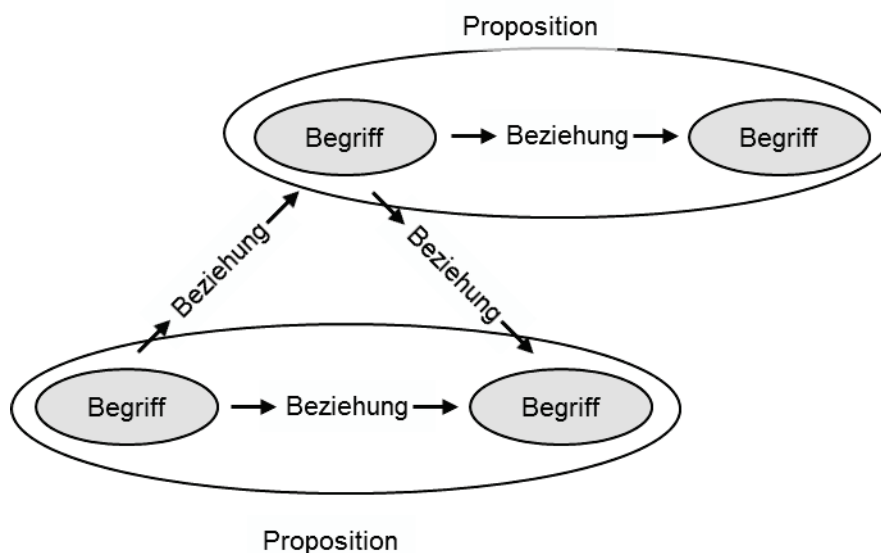 Proposition
Begriff Beziehung Begriff
Beziehung Beziehung
Begriff Beziehung Begriff
Proposition